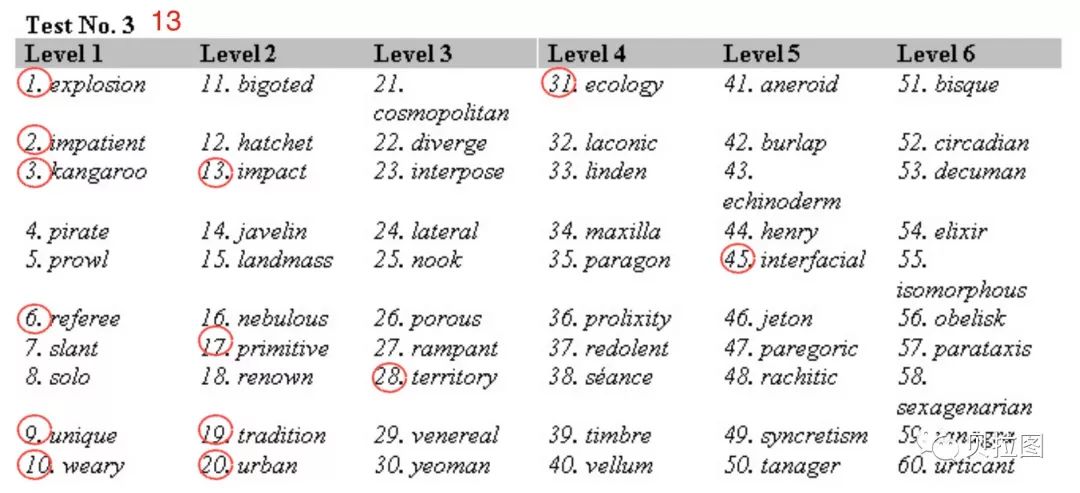 Test No. 3 13
Level 1 Level 2 Level 3 Level 4 Level 5 Level 6
1. explosion 11. bigoted 21. 31. ecology 41. aneroid 51. bisque
cosmopolitan
2. impatient 12. hatchet 22. diverge 32. laconic 42. burlap 52. circadian
3. kangaroo 13. impact 23. interpose 33. linden 43. 53. decuman
echinoderm
4. pirate 14. javelin 24. lateral 34. maxilla 44. henry 54. elixir
5. prowl 15. landmass 25. nook 35. paragon 45. interfacial 55.
isomorphous
6. referee 16. nebulous 26. porous 36. prolixity 46. jeton 56. obelisk
7. slant 17. primitive 27. rampant 37. redolent 47. paregoric 57. parataxis
8. solo 18. renown 28. territory 38. séance 48. rachitic 58.
sexagenarian
9. unique 19. tradition 29. venereal 39. timbre 49. syncretism 59.
10. weary 20. urban 30. yeoman 40. vellum 50. tanager 60. urticant
贝拉图